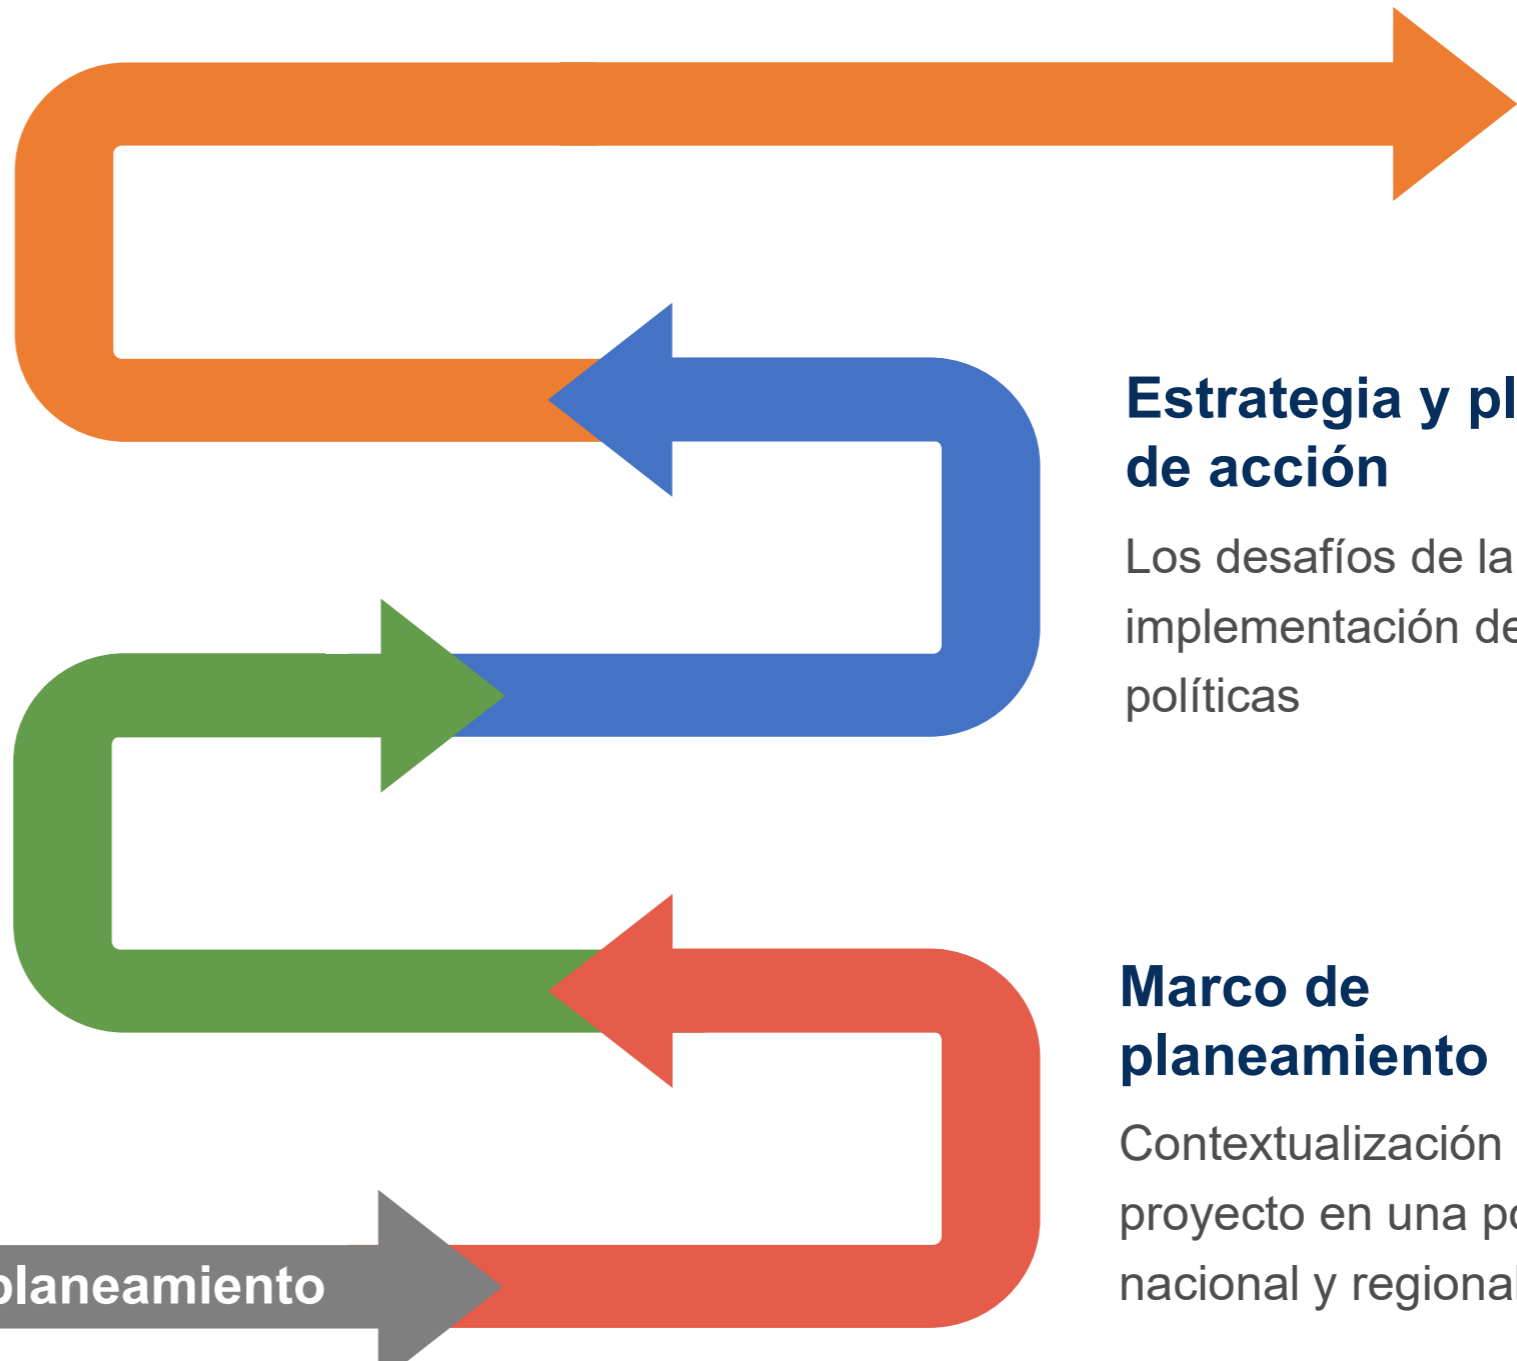 Estrategia y pl
de acción
Los desafíos de la
implementación de
políticas
Marco de
planeamiento
Contextualización
proyecto en una po
nacional y regional
planeamiento